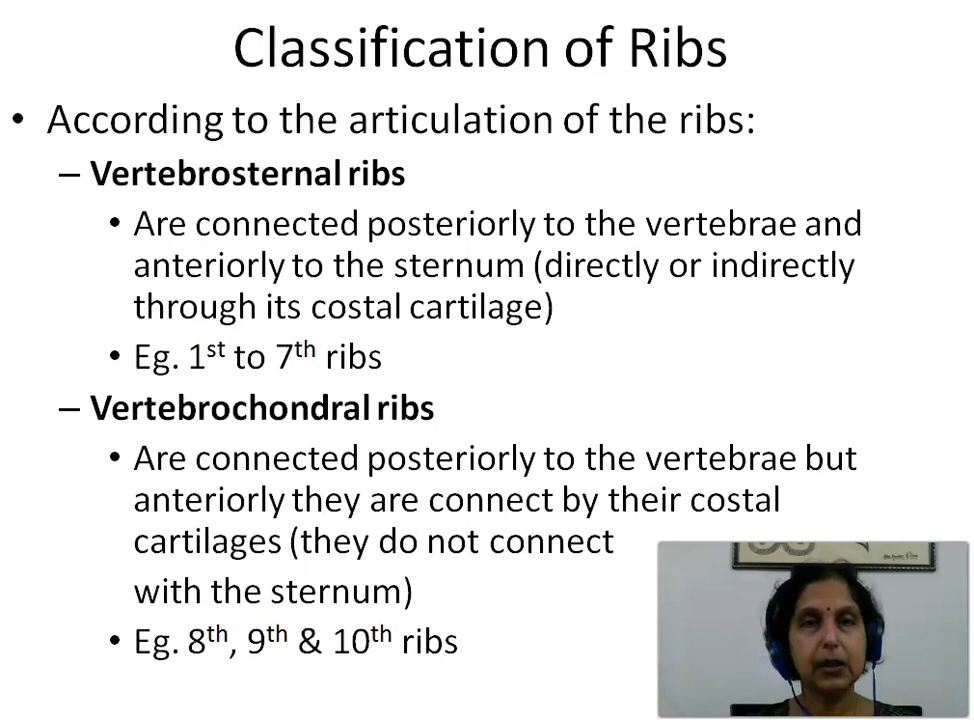 Classification of Ribs
• According to the articulation of the ribs:
– Vertebrosternal ribs
• Are connected posteriorly to the vertebrae and
anteriorly to the sternum (directly or indirectly
through its costal cartilage)
• Eg. 1st to 7th ribs
– Vertebrochondral ribs
• Are connected posteriorly to the vertebrae but
anteriorly they are connect by their costal
cartilages (they do not connect
with the sternum)
• Eg. 8th, 9th & 10th ribs